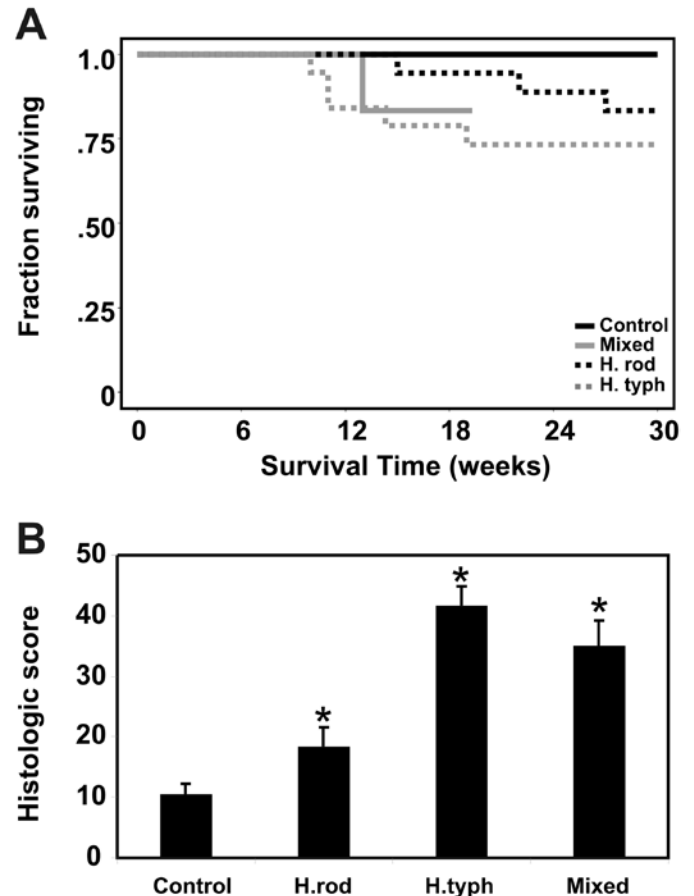 A
Fraction surviving
1.0
.75
.50
.25
0
Control
Mixed
H. rod
H. typh
0 6 12 18 24 30
Survival Time (weeks)
B
Histologic score
50
40
30
20
10
0
* * *
Control H.rod H.typh Mixed